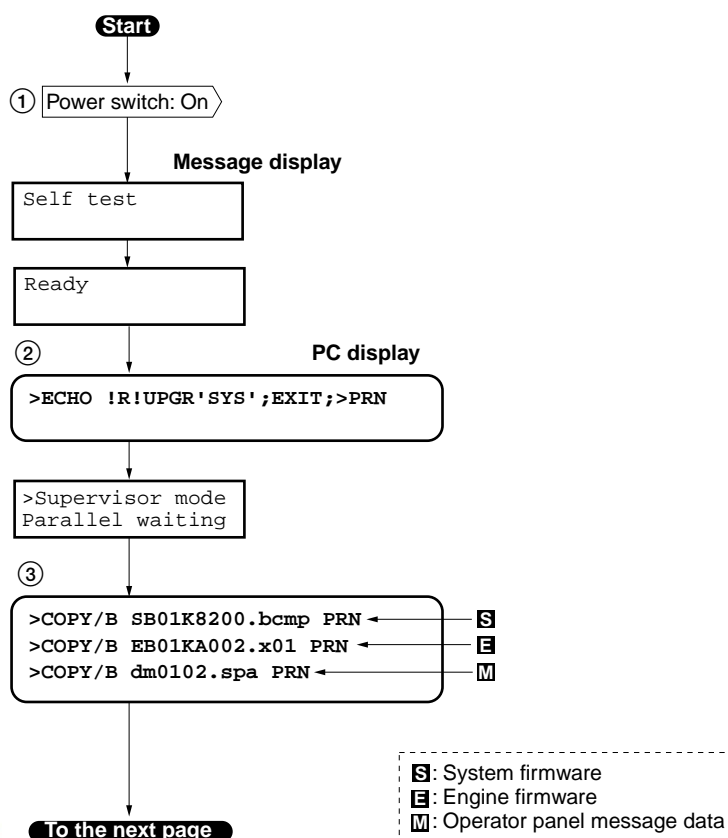 Start
① Power switch: On
Message display
Self test
Ready
②
PC display
>ECHO !R!UPGR'SYS';EXIT;>PRN
>Supervisor mode
Parallel waiting
③
>COPY/B SB01K8200.bcmp PRN S
>COPY/B EB01KA002.x01 PRN E
>COPY/B dm0102.spa PRN M
S: System firmware
E: Engine firmware
M: Operator panel message data
To the next page